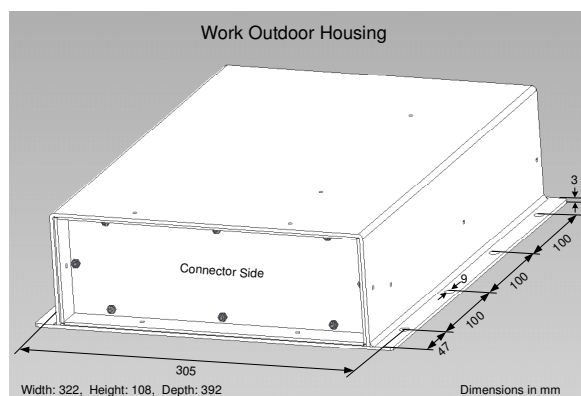 Work Outdoor Housing
Connector Side
3
100
100
9
100
47
305
Width: 322, Height: 108, Depth: 392
Dimensions in mm